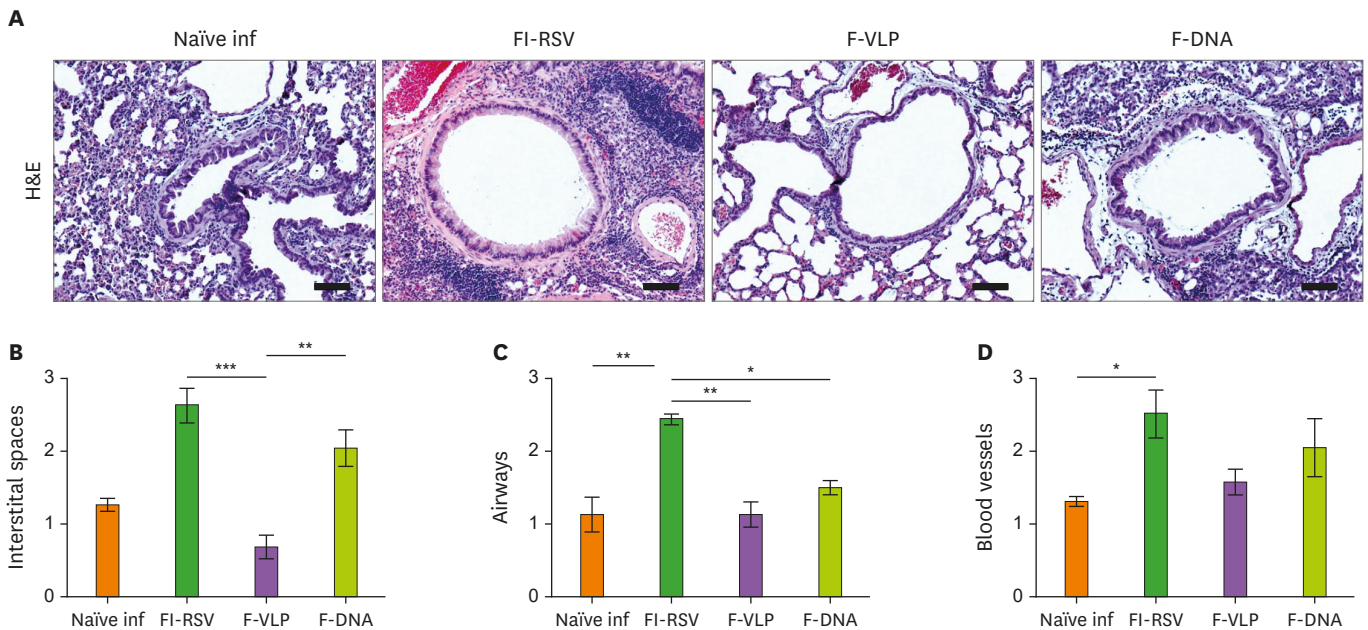 A
Naïve inf FI-RSV F-VLP F-DNA
H&E
B
Interstital spaces
3
2
1
0
***
**
Naïve inf FI-RSV F-VLP F-DNA
C
Airways
3
2
1
0
**
*
**
Naïve inf FI-RSV F-VLP F-DNA
D
Blood vessels
3
2
1
0
*
Naïve inf FI-RSV F-VLP F-DNA